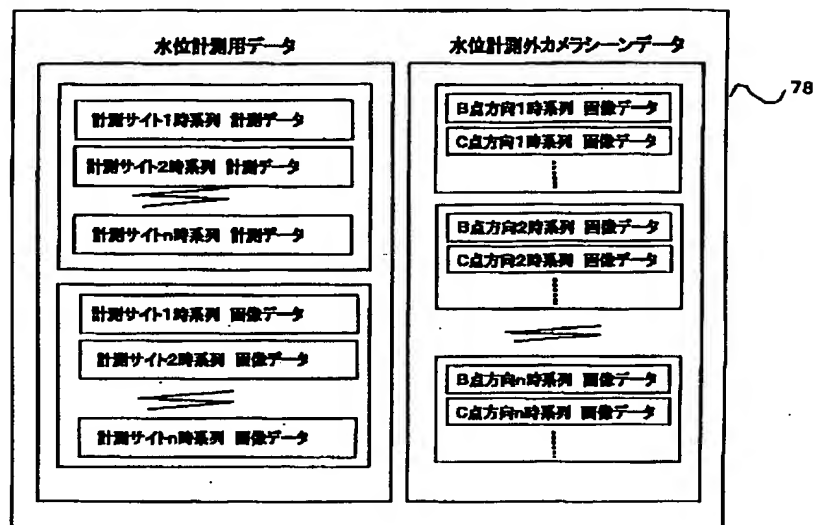 水位計測用データ
計測サイト1時系列 計測データ
計測サイト2時系列 計測データ
計測サイトn時系列 計測データ
計測サイト1時系列 画像データ
計測サイト2時系列 画像データ
計測サイトn時系列 画像データ
水位計測外カメラシーンデータ
B点方向1時系列 画像データ
C点方向1時系列 画像データ
B点方向2時系列 画像データ
C点方向2時系列 画像データ
B点方向n時系列 画像データ
C点方向n時系列 画像データ
78